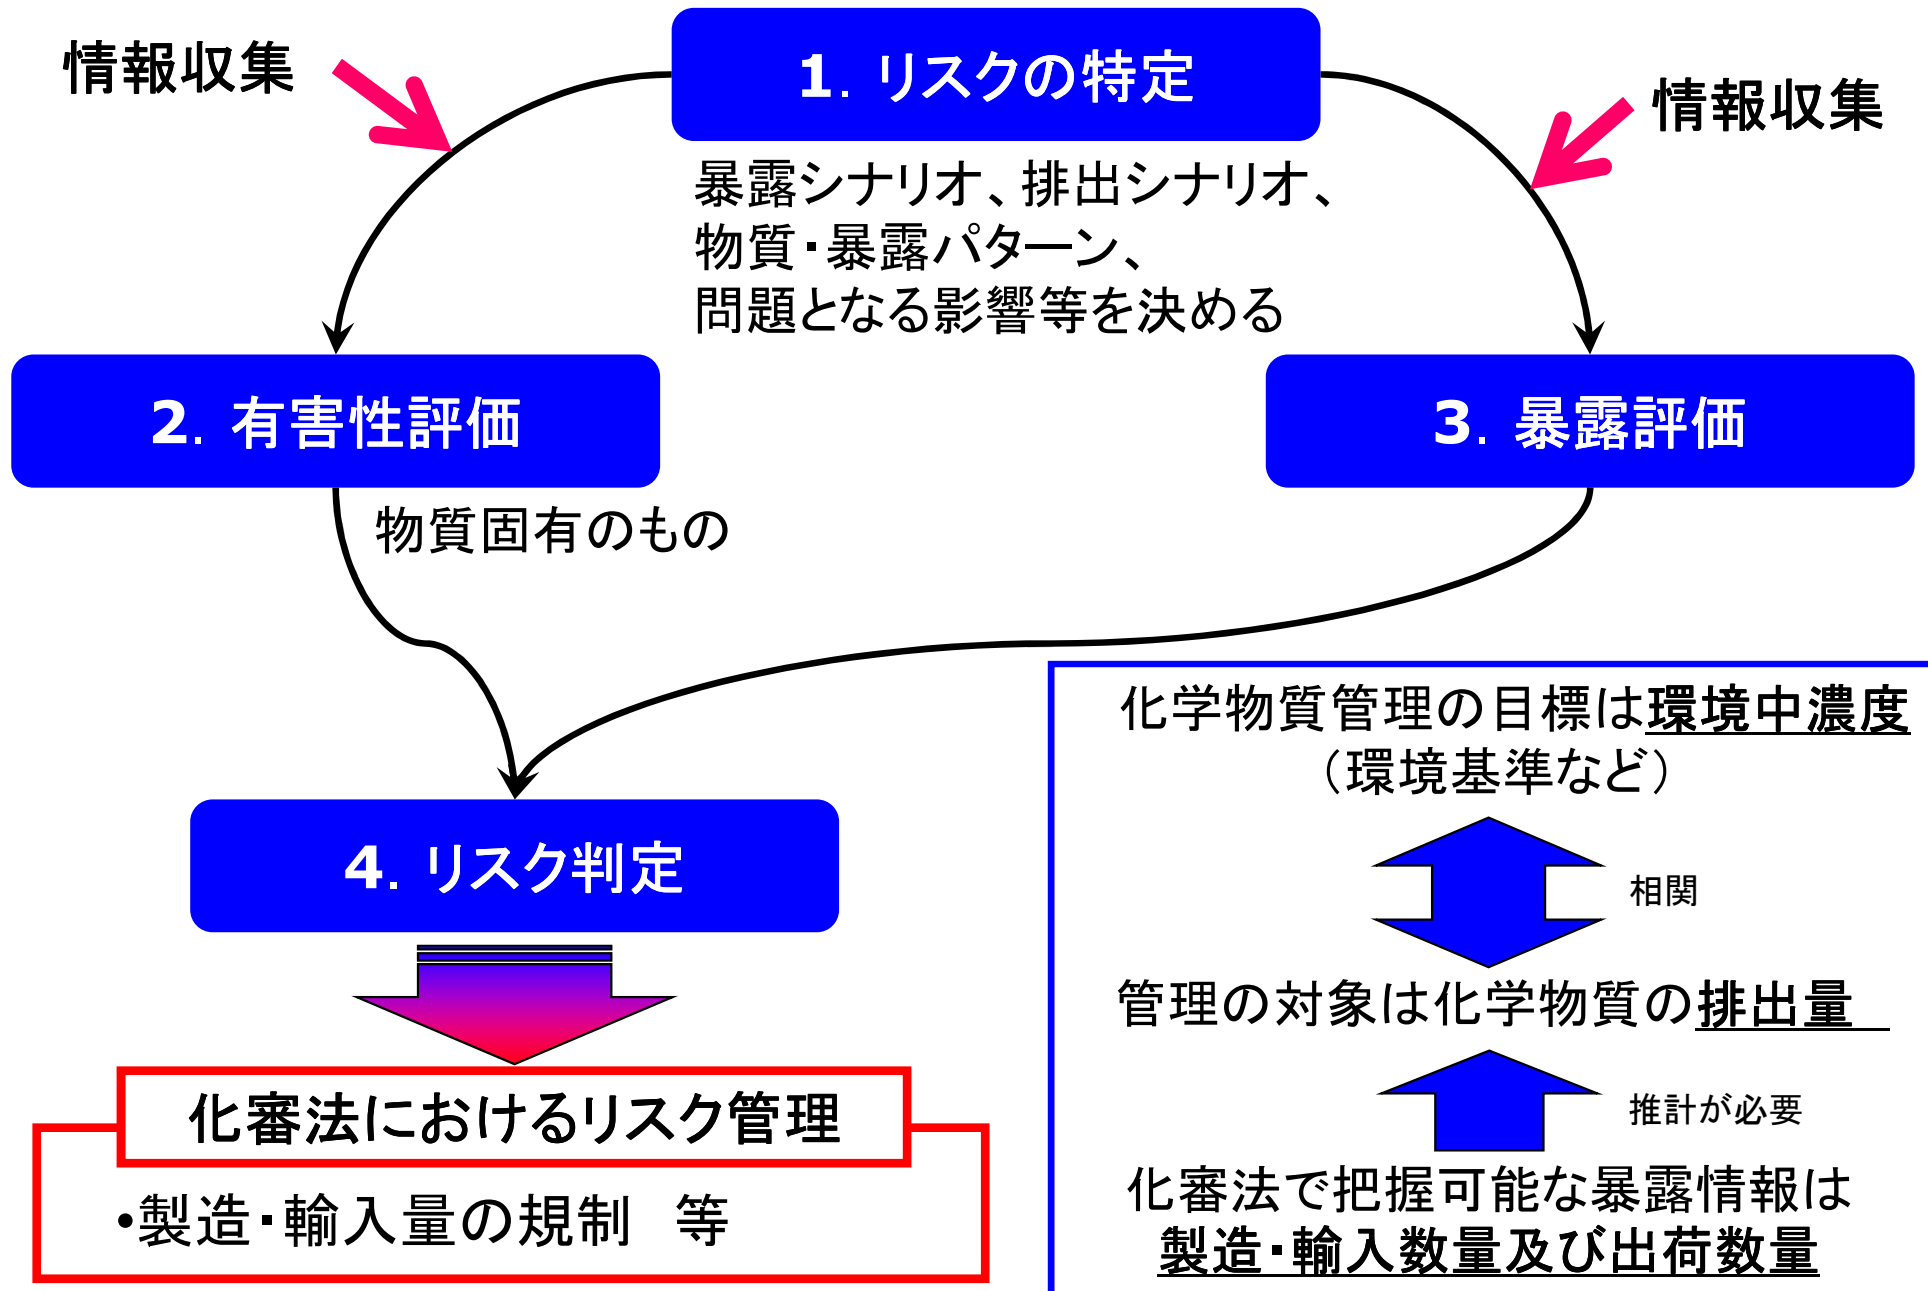 情報収集
1．リスクの特定
情報収集
暴露シナリオ、排出シナリオ、
物質・暴露パターン、
問題となる影響等を決める
2．有害性評価
3．暴露評価
物質固有のもの
4．リスク判定
化審法におけるリスク管理
•製造・輸入量の規制　等
化学物質管理の目標は環境中濃度
（環境基準など）
相関
管理の対象は化学物質の排出量
推計が必要
化審法で把握可能な暴露情報は
製造・輸入数量及び出荷数量